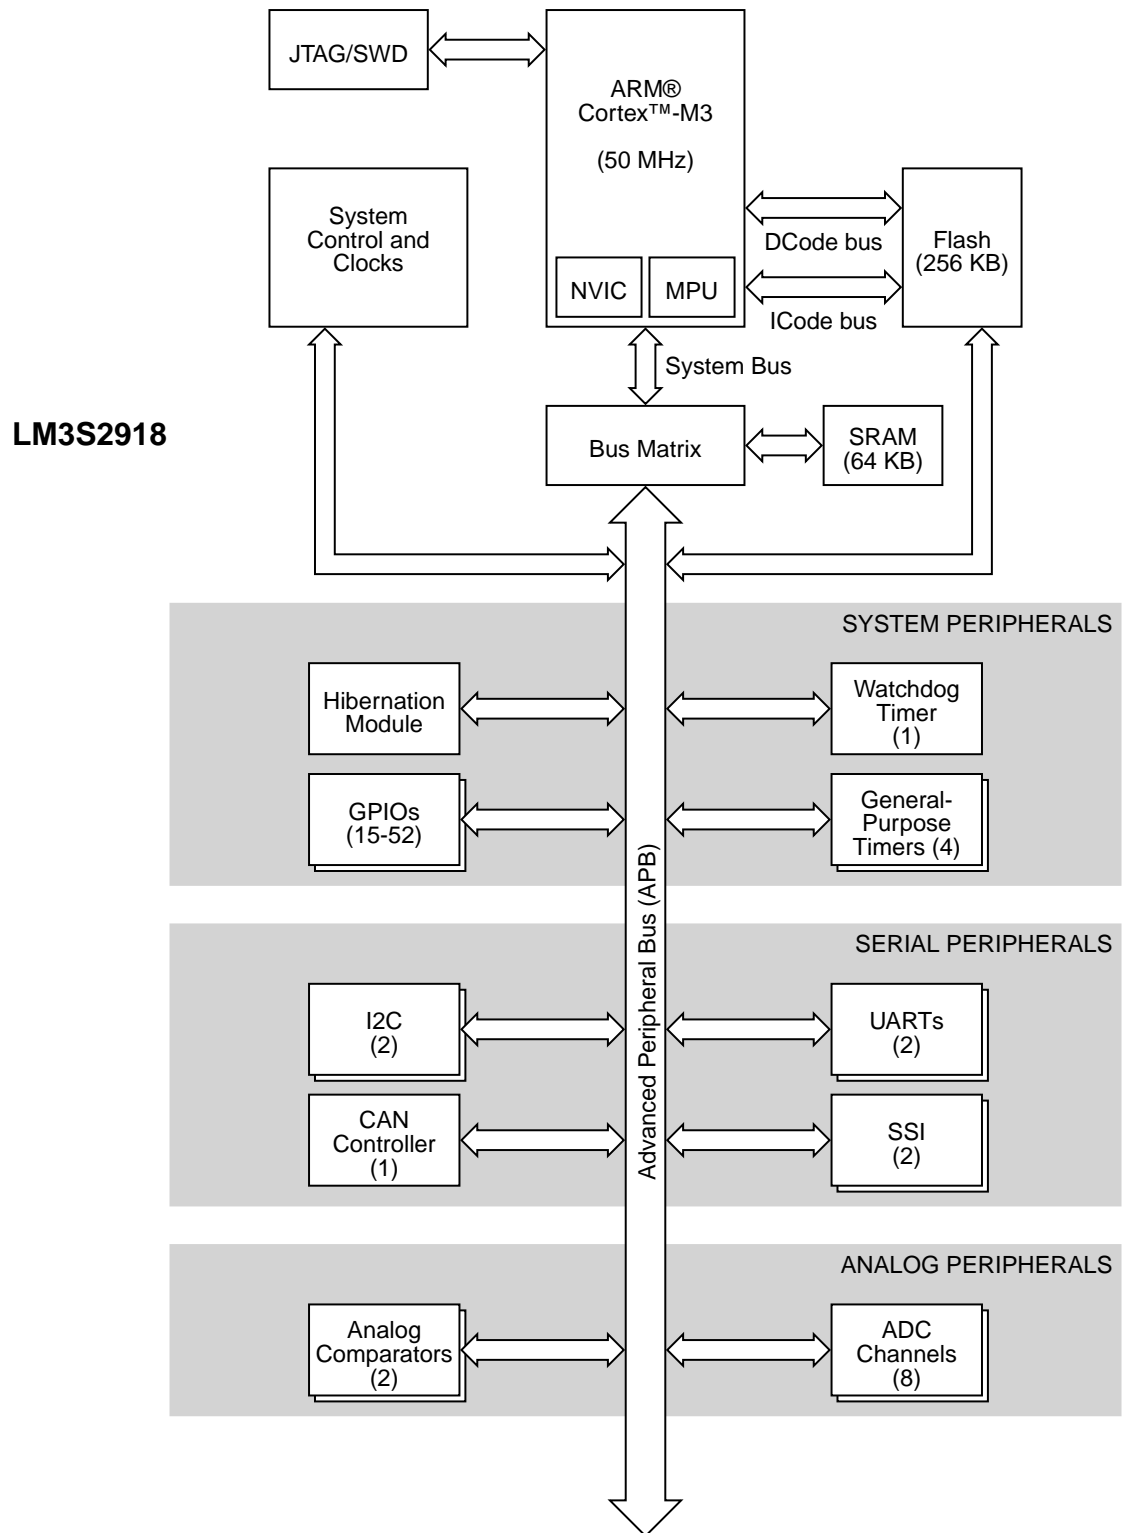 JTAG/SWD
ARM®
Cortex™-M3
(50 MHz)
System
Control and
Clocks
DCode bus
Flash
(256 KB)
NVIC
MPU
ICode bus
System Bus
LM3S2918
Bus Matrix
SRAM
(64 KB)
SYSTEM PERIPHERALS
Hibernation
Module
Watchdog
Timer
(1)
GPIOs
(15-52)
General-
Purpose
Timers (4)
Advanced Peripheral Bus (APB)
SERIAL PERIPHERALS
I2C
(2)
UARTs
(2)
CAN
Controller
(1)
SSI
(2)
ANALOG PERIPHERALS
Analog
Comparators
(2)
ADC
Channels
(8)